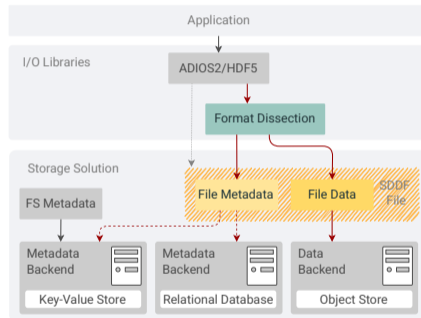 Application
I/O Libraries
ADIOS2/HDF5
Format Dissection
Storage Solution
FS Metadata
File Metadata
File Data
SDDF
File
Metadata
Backend
Key-Value Store
Metadata
Backend
Relational Database
Data
Backend
Object Store